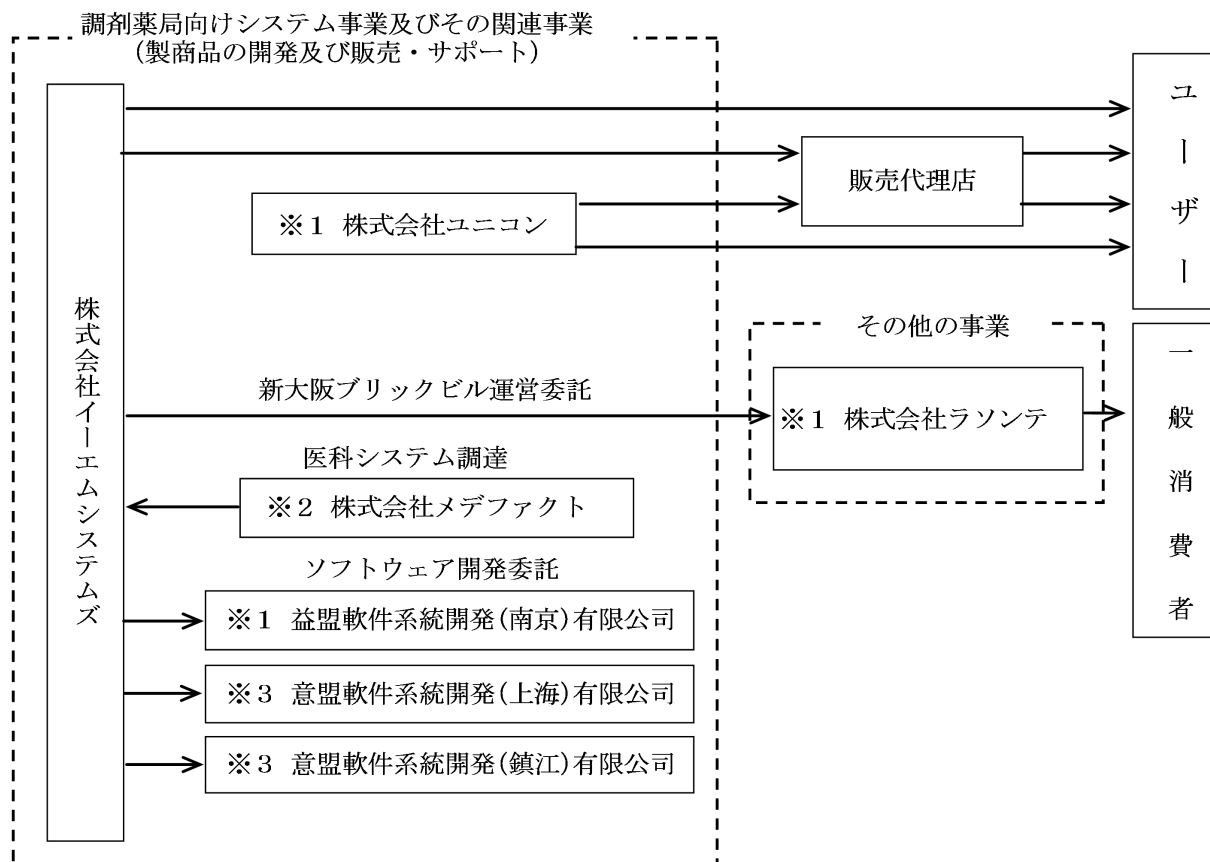 調剤薬局向けシステム事業及びその関連事業
(製商品の開発及び販売・サポート)
株式会社イーエムシステムズ
ユーザー
販売代理店
※1 株式会社ユニコン
その他の事業
一般消費者
新大阪ブリックビル運営委託
※1 株式会社ラソンテ
医科システム調達
※2 株式会社メデファクト
ソフトウェア開発委託
※1 益盟軟件系統開発(南京)有限公司
※3 意盟軟件系統開発(上海)有限公司
※3 意盟軟件系統開発(鎮江)有限公司